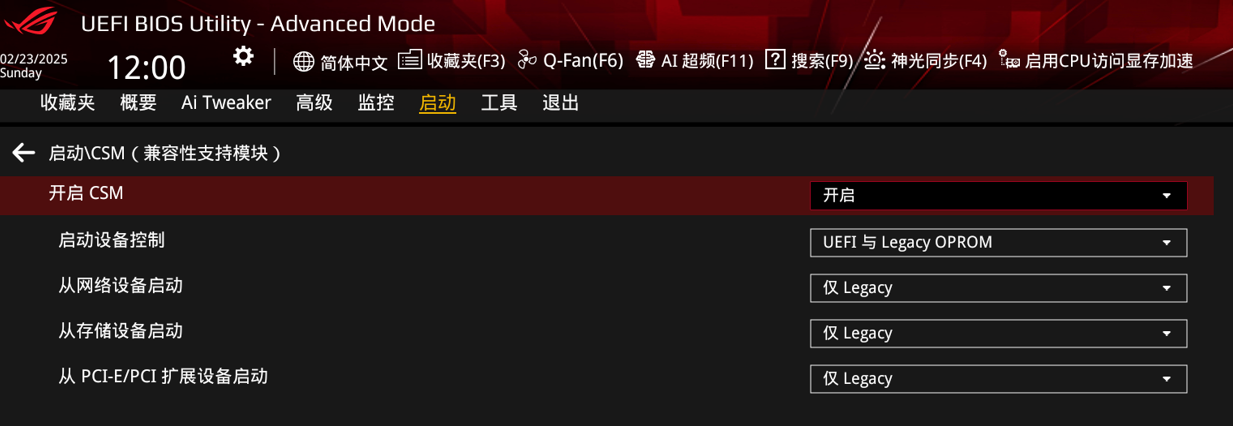 UEFI BIOS Utility - Advanced Mode
02/23/2025
Sunday
12:00
简体中文 收藏夹(F3) Q-Fan(F6) AI 超频(F11) 搜索(F9) 神光同步(F4) 启用CPU访问显存加速
收藏夹 概要 Ai Tweaker 高级 监控 启动 工具 退出
启动\CSM（兼容性支持模块）
开启 CSM 开启
启动设备控制 UEFI 与 Legacy OPROM
从网络设备启动 仅 Legacy
从存储设备启动 仅 Legacy
从 PCI-E/PCI 扩展设备启动 仅 Legacy